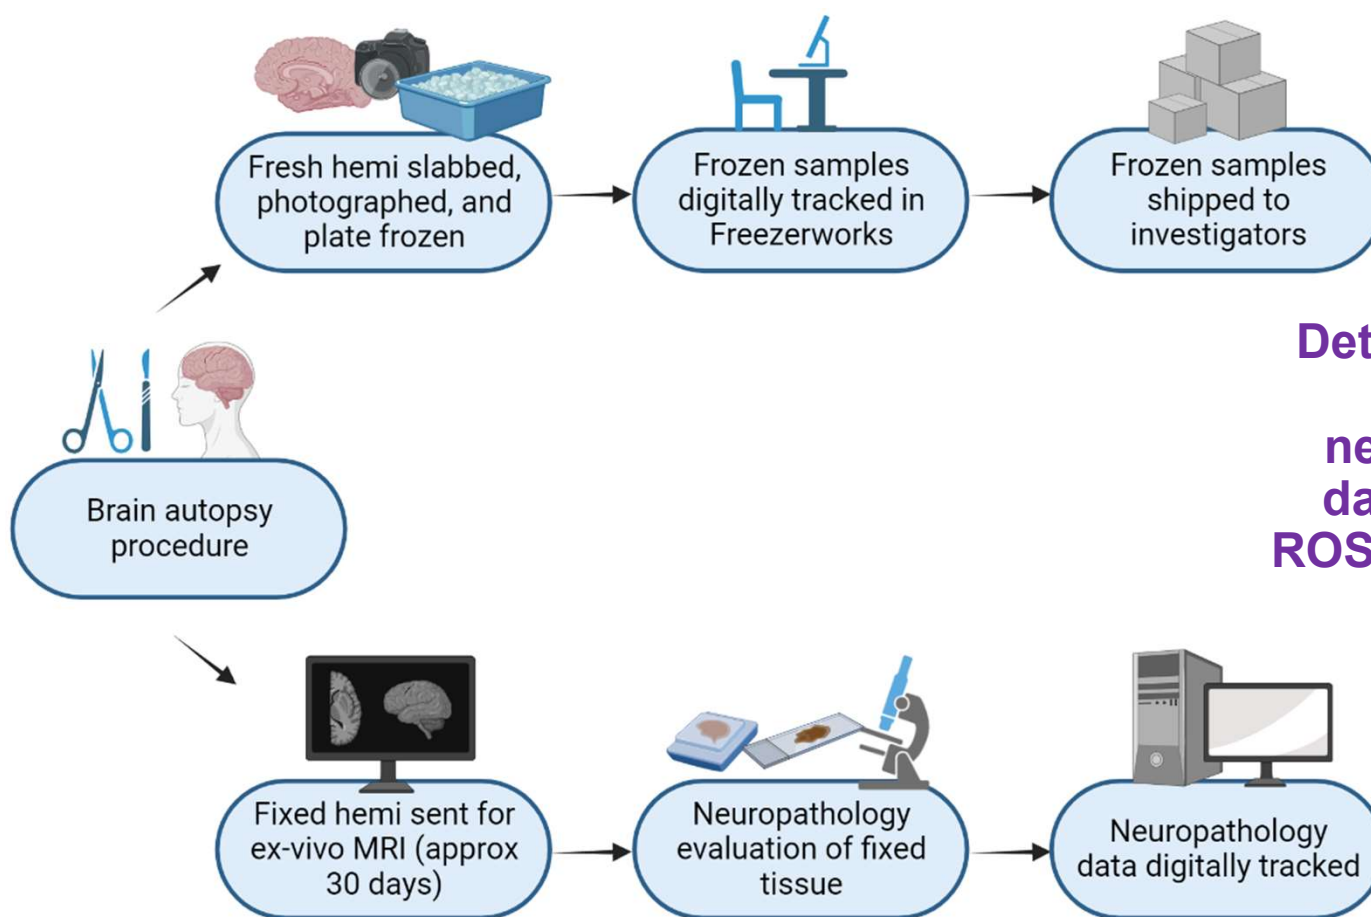 Fresh hemi slabbed,
photographed, and
plate frozen
Frozen samples
digitally tracked in
Freezerworks
Frozen samples
shipped to
investigators
Det
ne
da
ROS
Brain autopsy
procedure
Fixed hemi sent for
ex-vivo MRI (approx
30 days)
Neuropathology
evaluation of fixed
tissue
Neuropathology
data digitally tracked